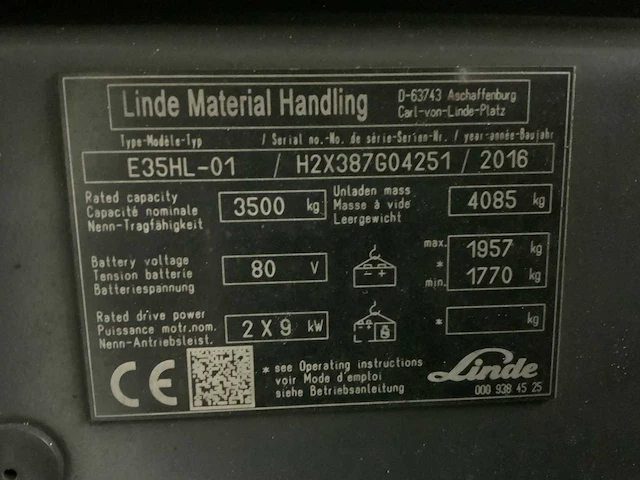 Linde Material Handling
D-63743 Aschaffenburg
Carl-von-Linde-Platz
Type-Modèle-Typ / Serial no.-No. de série-Serien-Nr. / year-année-Baujahr
E35HL-01 / H2X387G04251 / 2016
Rated capacity
Capacité nominale
Nenn-Tragfähigkeit
3500 kg
Unladen mass
Masse à vide
Leergewicht
4085 kg
Battery voltage
Tension batterie
Batteriespannung
80 V
- +
max. 1957 kg
*
min. 1770 kg
Rated drive power
Puissance motr.nom.
Nenn-Antriebsleist.
2 X 9 kW
* kg
CE
* see Operating instructions
voir Mode d'emploi
siehe Betriebsanleitung
Linde
000 938 45 25